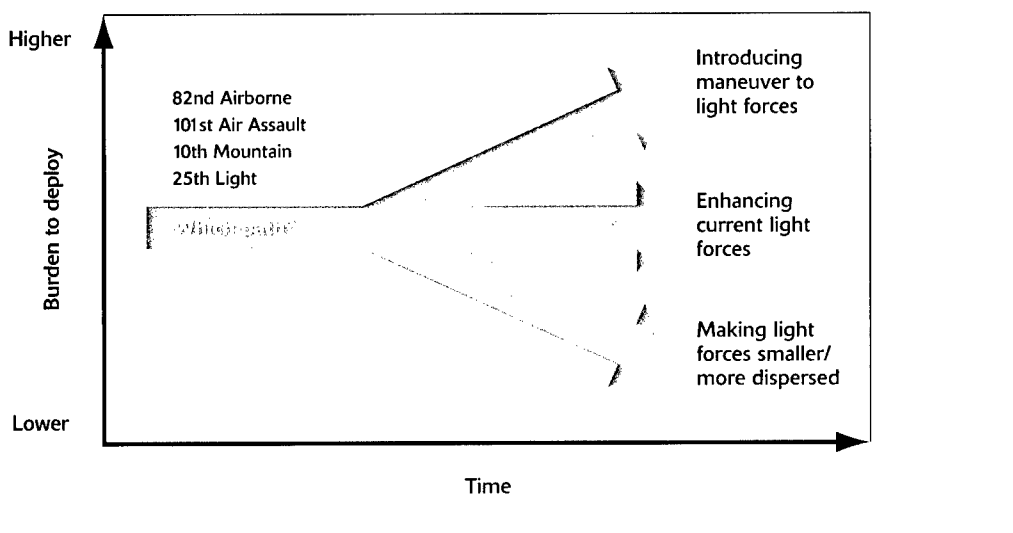 Higher
Introducing
maneuver to
light forces
82nd Airborne
101st Air Assault
10th Mountain
25th Light
Burden to deploy
Enhancing
current light
forces
Making light
forces smaller/
more dispersed
Lower
Time